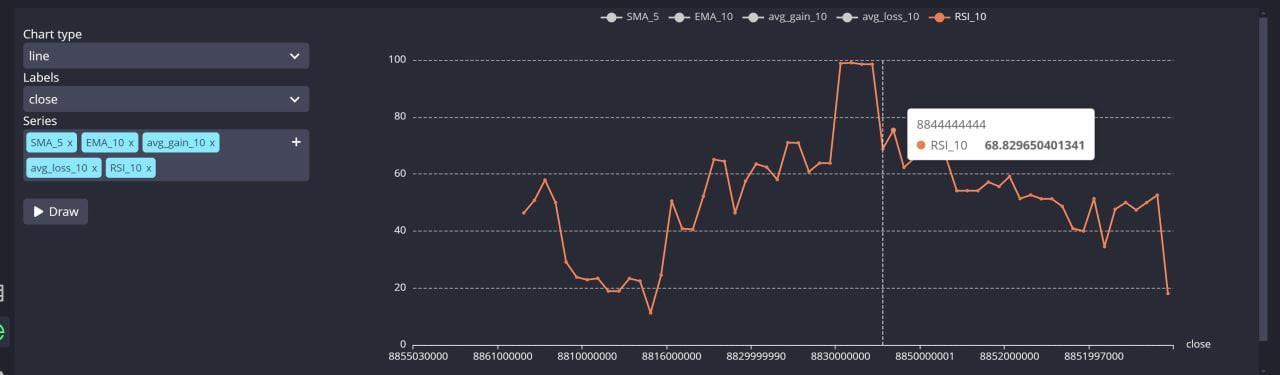 SMA_5 EMA_10 avg_gain_10 avg_loss_10 RSI_10
Chart type
line
Labels
close
Series
SMA_5 x EMA_10 x avg_gain_10 x +
avg_loss_10 x RSI_10 x
Draw
100
80
60
40
20
0
8844444444
RSI_10 68.829650401341
8855030000 8861000000 8810000000 8816000000 8829999990 8830000000 8850000001 8852000000 8851997000
close